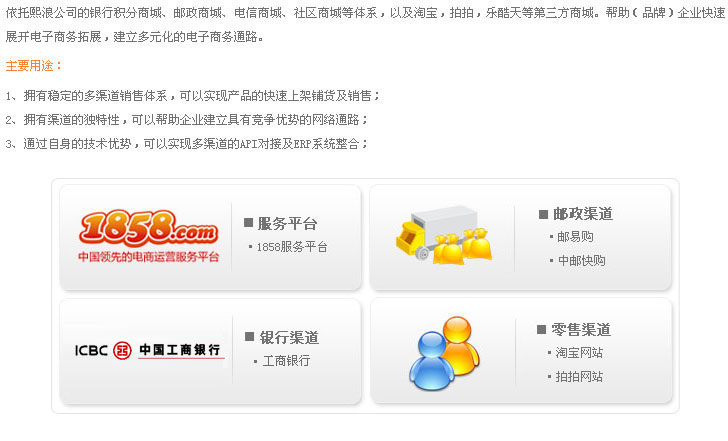 依托熙浪公司的银行积分商城、邮政商城、电信商城、社区商城等体系，以及淘宝，拍拍，乐酷天等第三方商城。帮助（品牌）企业快速
展开电子商务拓展，建立多元化的电子商务通路。
主要用途：
1、拥有稳定的多渠道销售体系，可以实现产品的快速上架铺货及销售；
2、拥有渠道的独特性，可以帮助企业建立具有竞争优势的网络通路；
3、通过自身的技术优势，可以实现多渠道的API对接及ERP系统整合；
1858.com
中国领先的电商运营服务平台
■ 服务平台
▪ 1858服务平台
■ 邮政渠道
▪ 邮易购
▪ 中邮快购
ICBC 中国工商银行
■ 银行渠道
▪ 工商银行
■ 零售渠道
▪ 淘宝网站
▪ 拍拍网站